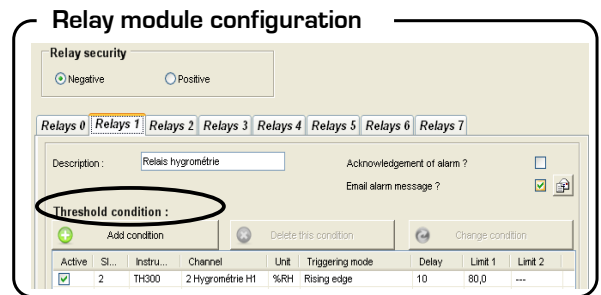 Relay module configuration
Relay security
Negative Positive
Relays 0 Relays 1 Relays 2 Relays 3 Relays 4 Relays 5 Relays 6 Relays 7
Description : Relais hygrométrie Acknowledgement of alarm ?
Email alarm message ?
Threshold condition :
Add condition Delete this condition Change condition
Active Sl... Instru... Channel Unit Triggering mode Delay Limit 1 Limit 2
2 TH300 2 Hygrométrie H1 %RH Rising edge 10 80,0 ---